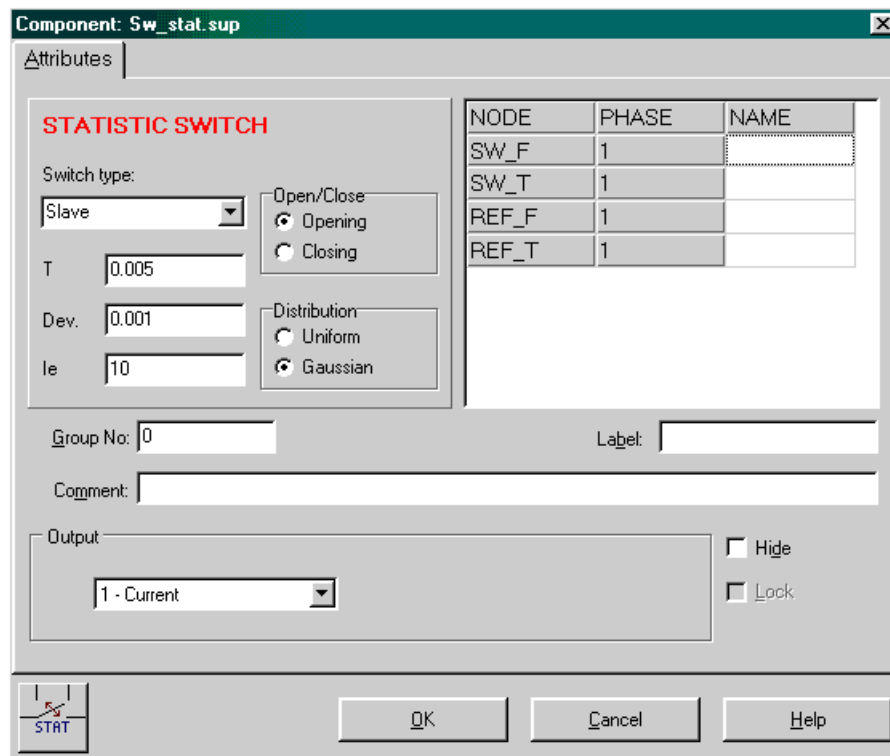 Component: Sw_stat.sup
Attributes
STATISTIC SWITCH
Switch type:
Slave
T 0.005
Dev. 0.001
Ie 10
Open/Close
Opening
Closing
Distribution
Uniform
Gaussian
NODE PHASE NAME
SW_F 1
SW_T 1
REF_F 1
REF_T 1
Group No: 0
Label:
Comment:
Output
1 - Current
Hide
Lock
STAT
OK Cancel Help